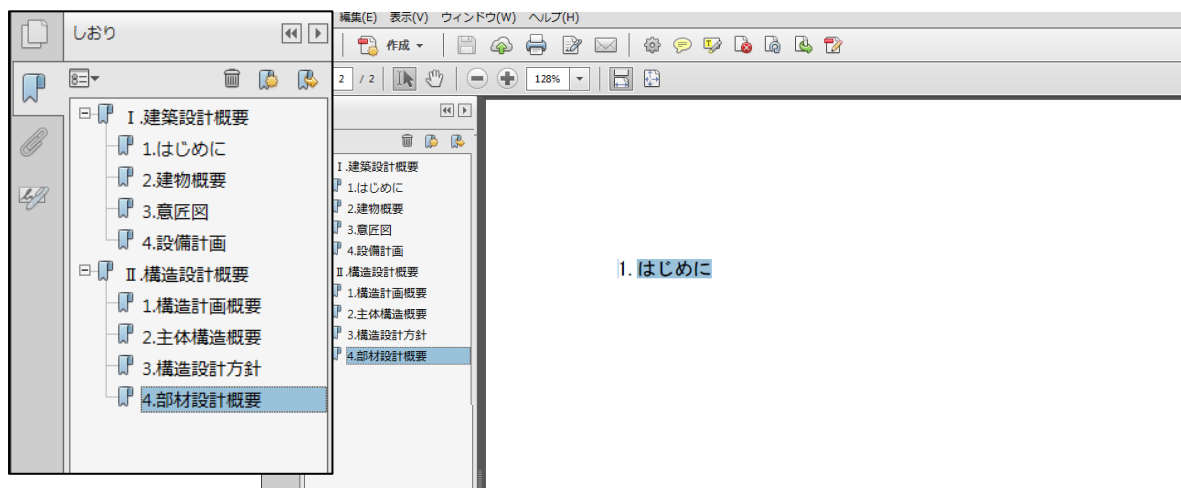 しおり
Ⅰ.建築設計概要
1.はじめに
2.建物概要
3.意匠図
4.設備計画
Ⅱ.構造設計概要
1.構造計画概要
2.主体構造概要
3.構造設計方針
4.部材設計概要
編集(E) 表示(V) ウィンドウ(W) ヘルプ(H)
作成
2 / 2 128%
Ⅰ.建築設計概要
1.はじめに
2.建物概要
3.意匠図
4.設備計画
Ⅱ.構造設計概要
1.構造計画概要
2.主体構造概要
3.構造設計方針
4.部材設計概要
1. はじめに